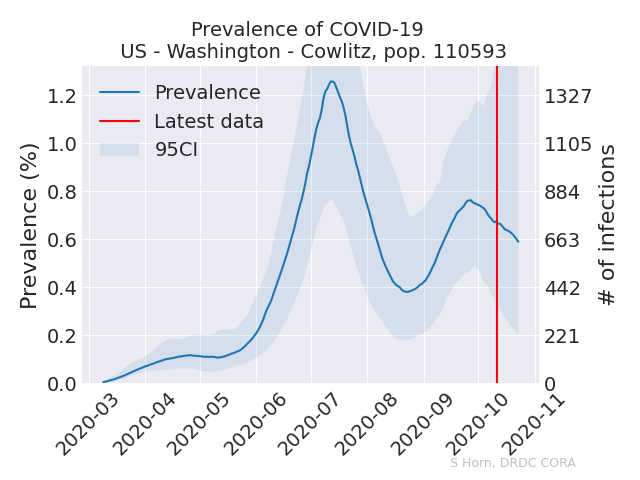 Prevalence of COVID-19
US - Washington - Cowlitz, pop. 110593
Prevalence
Latest data
95CI
Prevalence (%)
1.2
1.0
0.8
0.6
0.4
0.2
0.0
1327
1105
884
663
442
221
0
# of infections
2020-03
2020-04
2020-05
2020-06
2020-07
2020-08
2020-09
2020-10
2020-11
S Horn, DRDC CORA